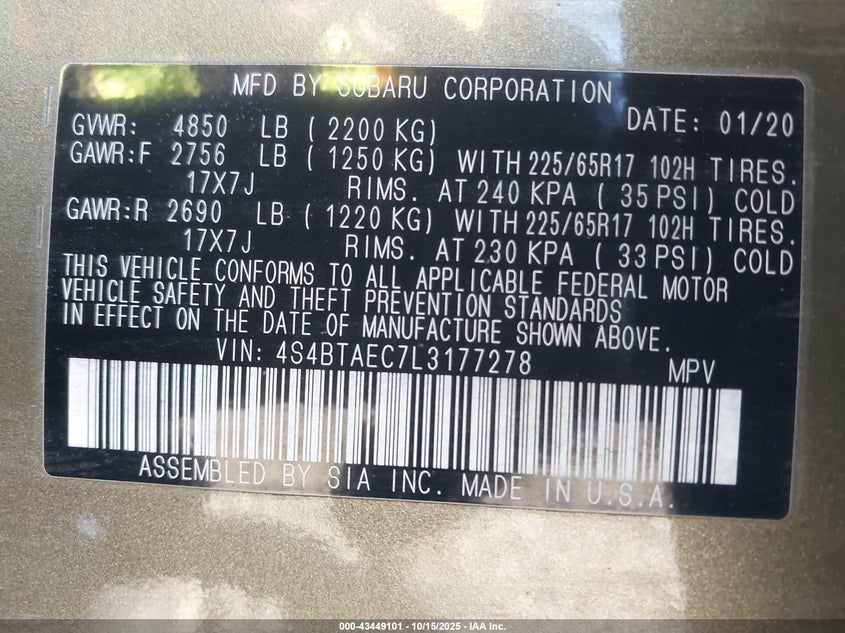 MFD BY SUBARU CORPORATION
GVWR: 4850 LB ( 2200 KG) DATE: 01/20
GAWR:F 2756 LB ( 1250 KG) WITH 225/65R17 102H TIRES.
17X7J RIMS. AT 240 KPA ( 35 PSI) COLD
GAWR:R 2690 LB ( 1220 KG) WITH 225/65R17 102H TIRES.
17X7J RIMS. AT 230 KPA ( 33 PSI) COLD
THIS VEHICLE CONFORMS TO ALL APPLICABLE FEDERAL MOTOR
VEHICLE SAFETY AND THEFT PREVENTION STANDARDS
IN EFFECT ON THE DATE OF MANUFACTURE SHOWN ABOVE.
VIN: 4S4BTAEC7L3177278 MPV
ASSEMBLED BY SIA INC. MADE IN U.S.A.
000-43449101 - 10/15/2025 - IAA Inc.